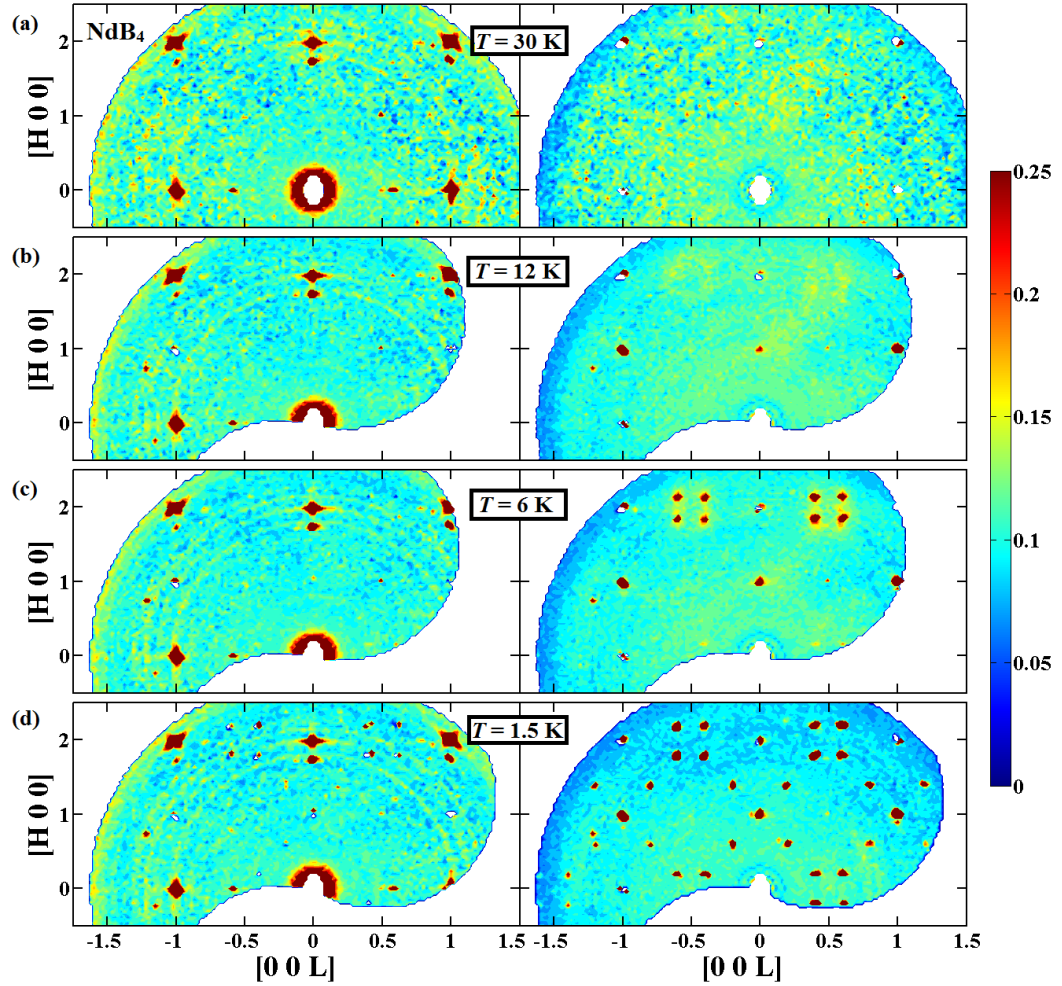 (a) NdB4 T = 30 K
[H 0 0] 2 1 0
(b) T = 12 K
[H 0 0] 2 1 0
0.25
0.2
0.15
0.1
0.05
0
(c) T = 6 K
[H 0 0] 2 1 0
(d) T = 1.5 K
[H 0 0] 2 1 0
-1.5 -1 -0.5 0 0.5 1 1.5 -1 -0.5 0 0.5 1 1.5
[0 0 L] [0 0 L]